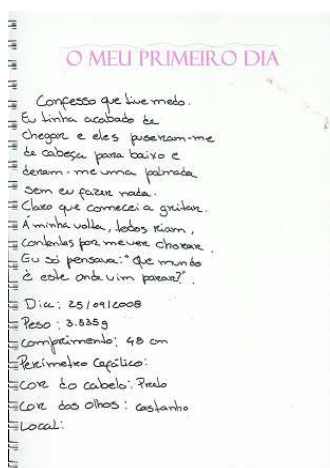 O MEU PRIMEIRO DIA
Confesso que tive medo.
Eu tinha acabado de
chegar e eles puseram-me
de cabeça para baixo e
deram-me uma palmada
sem eu fazer nada.
Claro que comecei a gritar.
À minha volta, todos riam,
contentes por me ver chorar.
Eu só pensava: "Que mundo
é este onde vim parar?".
Dia: 25/09/2008
Peso: 3.535g
comprimento: 48 cm
Perímetro Cefálico:
Cor do cabelo: Preto
Cor dos olhos: castanho
Local: